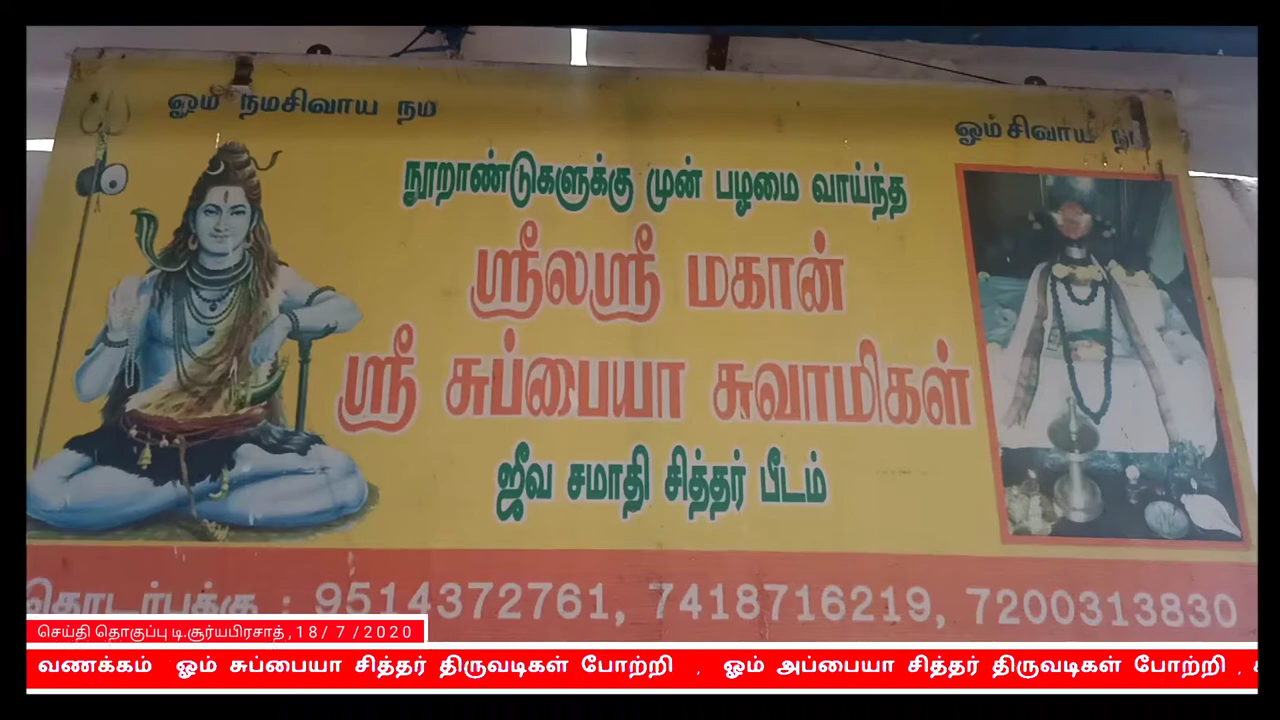 ஓம் நமசிவாய நம
ஓம் சிவாய நம
நூறாண்டுகளுக்கு முன் பழமை வாய்ந்த
ஸ்ரீலஸ்ரீ மகான்
ஸ்ரீ சுப்பையா சுவாமிகள்
ஜீவ சமாதி சித்தர் பீடம்
தொடர்புக்கு : 9514372761, 7418716219, 7200313830
செய்தி தொகுப்பு டி.சூர்யபிரசாத் ,18/ 7 /2020
வணக்கம் ஓம் சுப்பையா சித்தர் திருவடிகள் போற்றி , ஓம் அப்பையா சித்தர் திருவடிகள் போற்றி ,